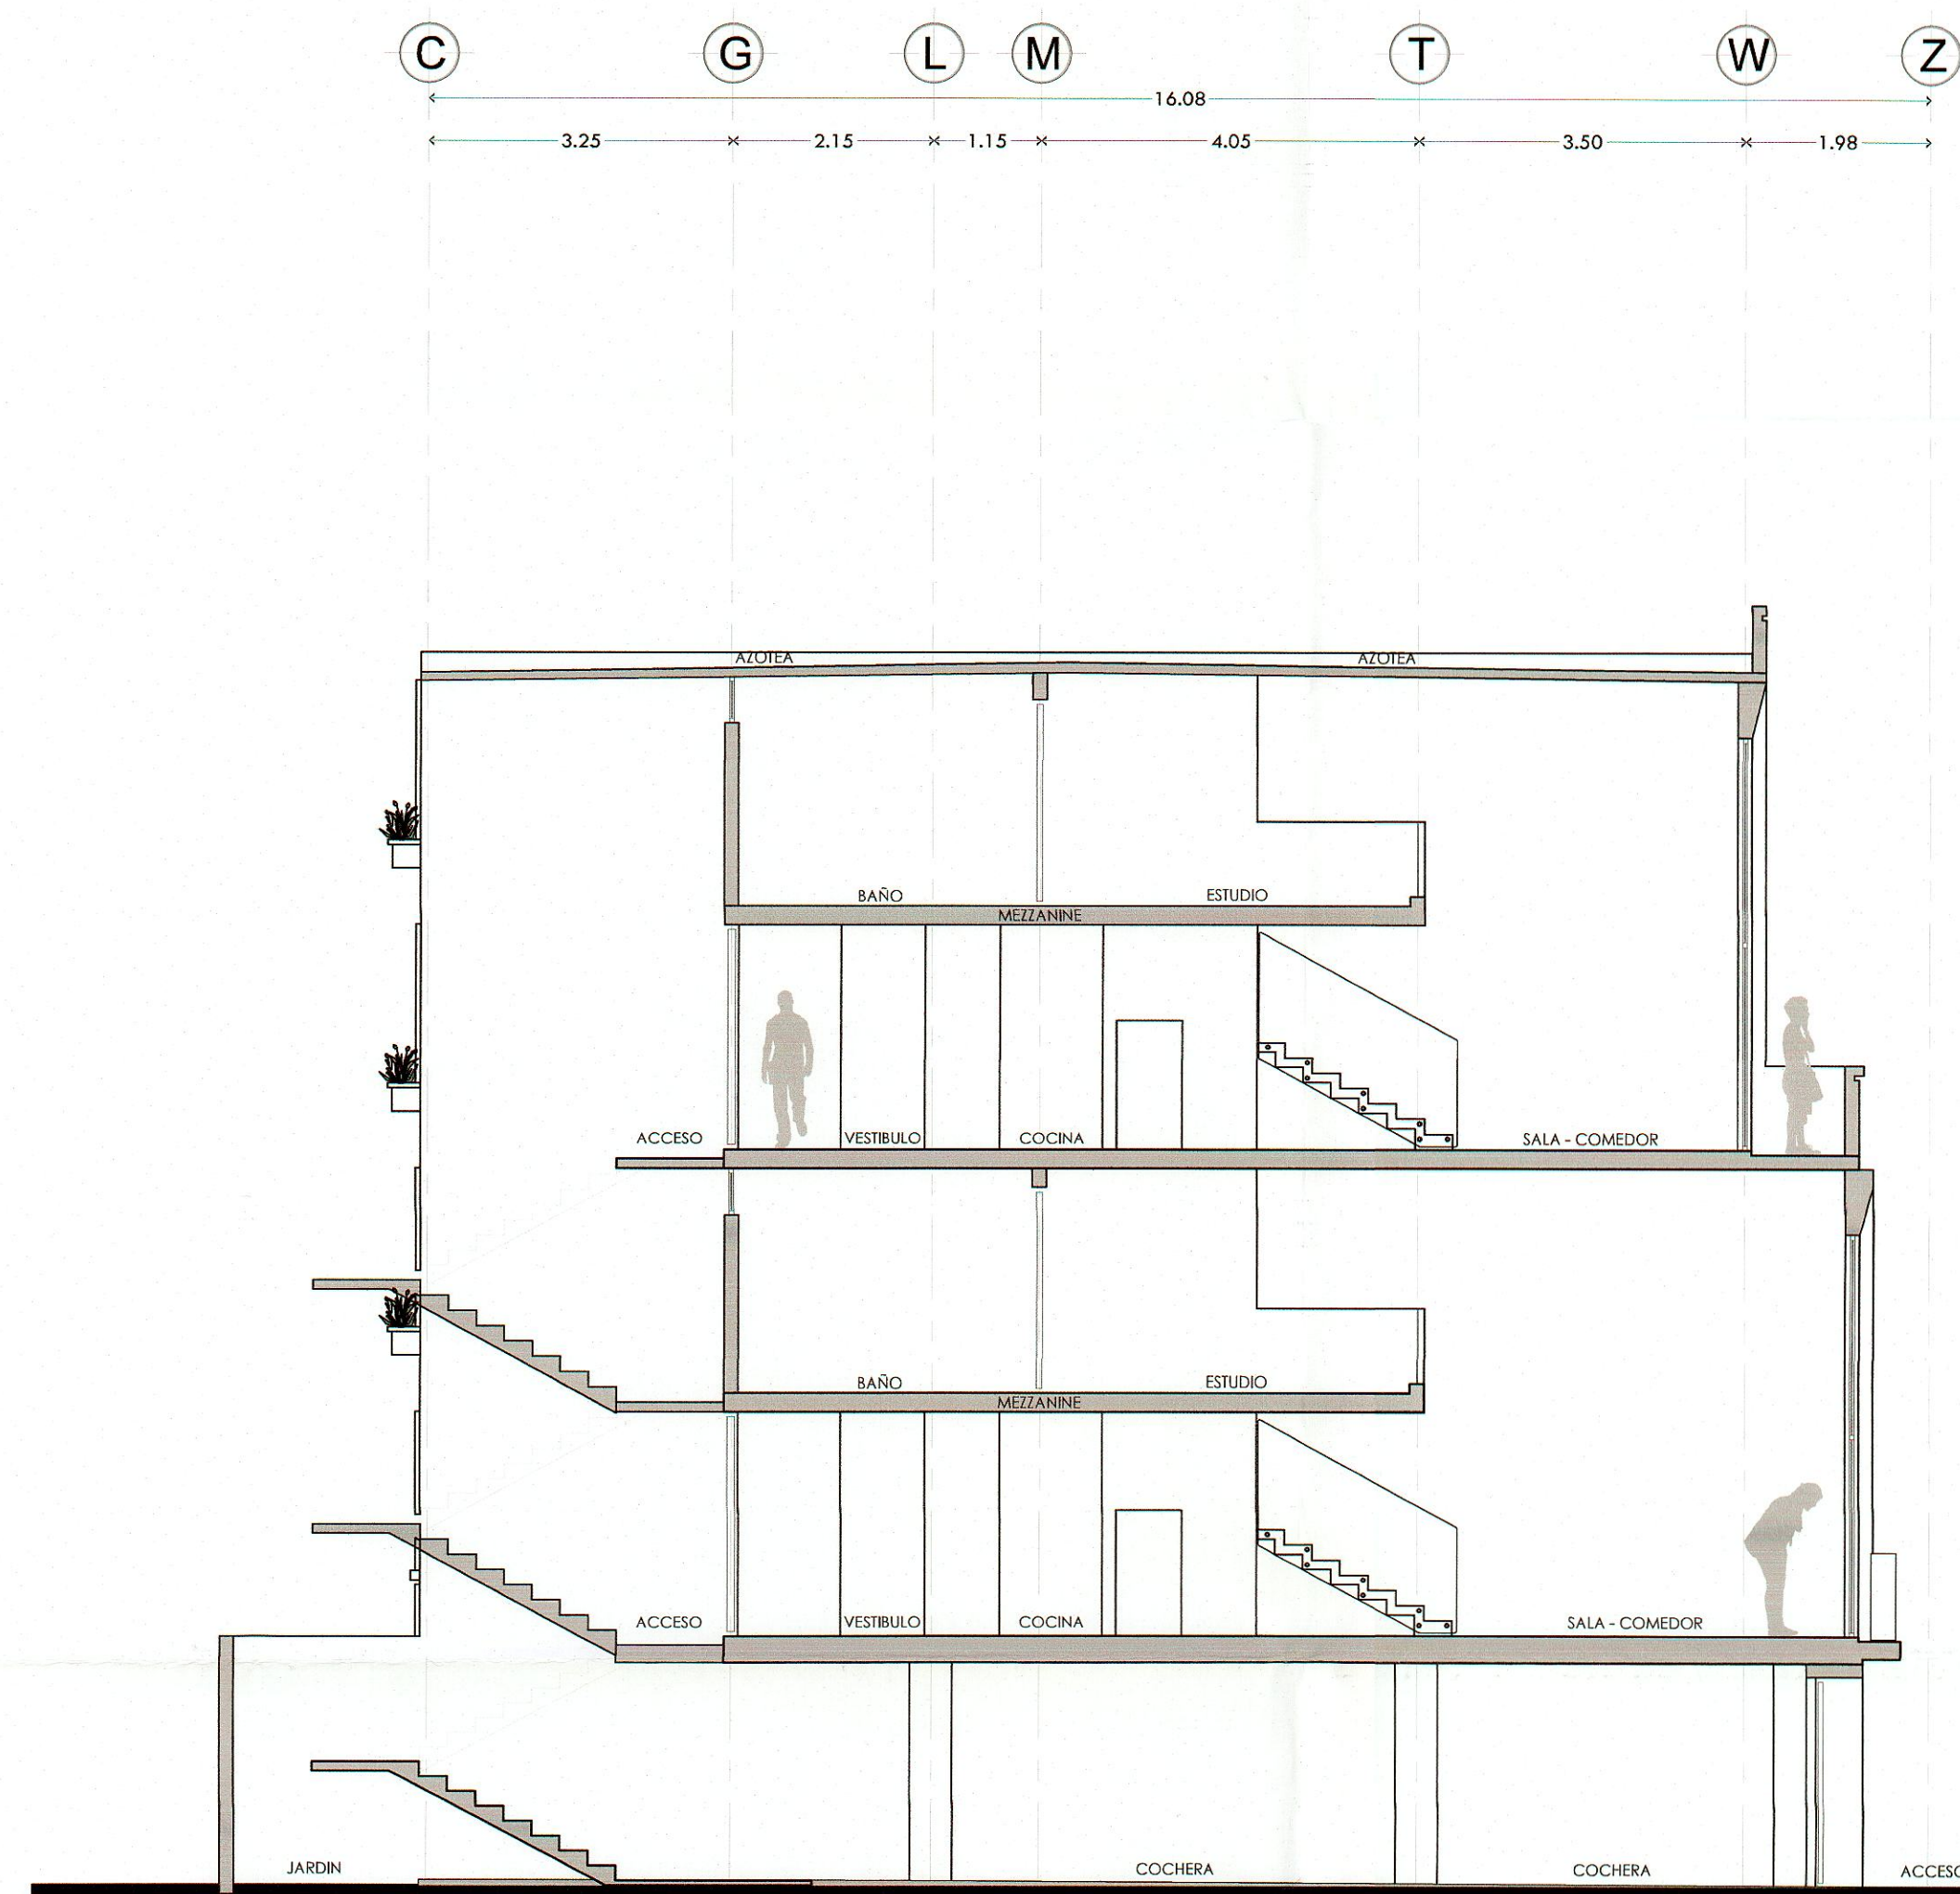 C G L M T W Z
16.08
3.25 2.15 1.15 4.05 3.50 1.98
AZOTEA AZOTEA
BAÑO ESTUDIO
MEZZANINE
ACCESO VESTIBULO COCINA SALA - COMEDOR
BAÑO ESTUDIO
MEZZANINE
ACCESO VESTIBULO COCINA SALA - COMEDOR
JARDIN COCHERA COCHERA